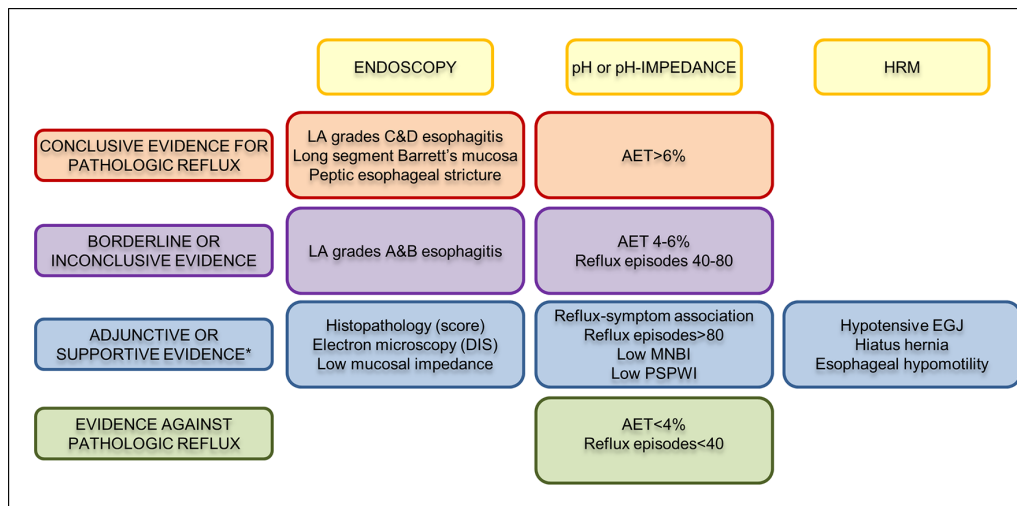 ENDOSCOPY
pH or pH-IMPEDANCE
HRM
CONCLUSIVE EVIDENCE FOR
PATHOLOGIC REFLUX
LA grades C&D esophagitis
Long segment Barrett's mucosa
Peptic esophageal stricture
AET>6%
BORDERLINE OR
INCONCLUSIVE EVIDENCE
LA grades A&B esophagitis
AET 4-6%
Reflux episodes 40-80
ADJUNCTIVE OR
SUPPORTIVE EVIDENCE*
Histopathology (score)
Electron microscopy (DIS)
Low mucosal impedance
Reflux-symptom association
Reflux episodes>80
Low MNBI
Low PSPWI
Hypotensive EGJ
Hiatus hernia
Esophageal hypomotility
EVIDENCE AGAINST
PATHOLOGIC REFLUX
AET<4%
Reflux episodes<40